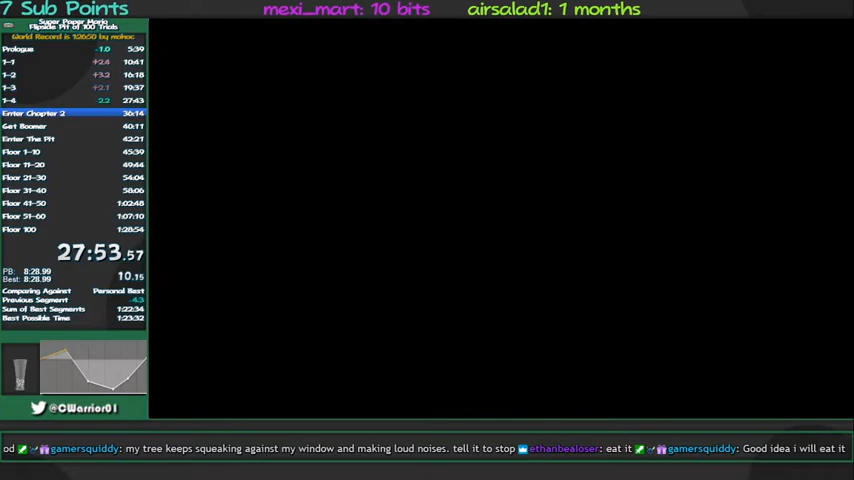 7 Sub Points
mexi_mart: 10 bits
airsalad1: 1 months
Super Paper Mario
Flipside Pit of 100 Trials
World Record is 1:26:50 by mohoc
Prologue -1.0 5:39
1-1 +2.4 10:41
1-2 +3.2 16:18
1-3 +2.1 19:37
1-4 2.2 27:43
Enter Chapter 2 36:14
Get Boomer 40:11
Enter The Pit 42:21
Floor 1-10 45:39
Floor 11-20 49:44
Floor 21-30 54:04
Floor 31-40 58:06
Floor 41-50 1:02:48
Floor 51-60 1:07:10
Floor 100 1:28:54
27:53.57
PB: 8:28.99
Best: 8:28.99
10.15
Comparing Against Personal Best
Previous Segment -4.3
Sum of Best Segments 1:22:34
Best Possible Time 1:23:32
@CWarrior01
od gamersquiddy: my tree keeps squeaking against my window and making loud noises. tell it to stop ethanbealoser: eat it gamersquiddy: Good idea i will eat it